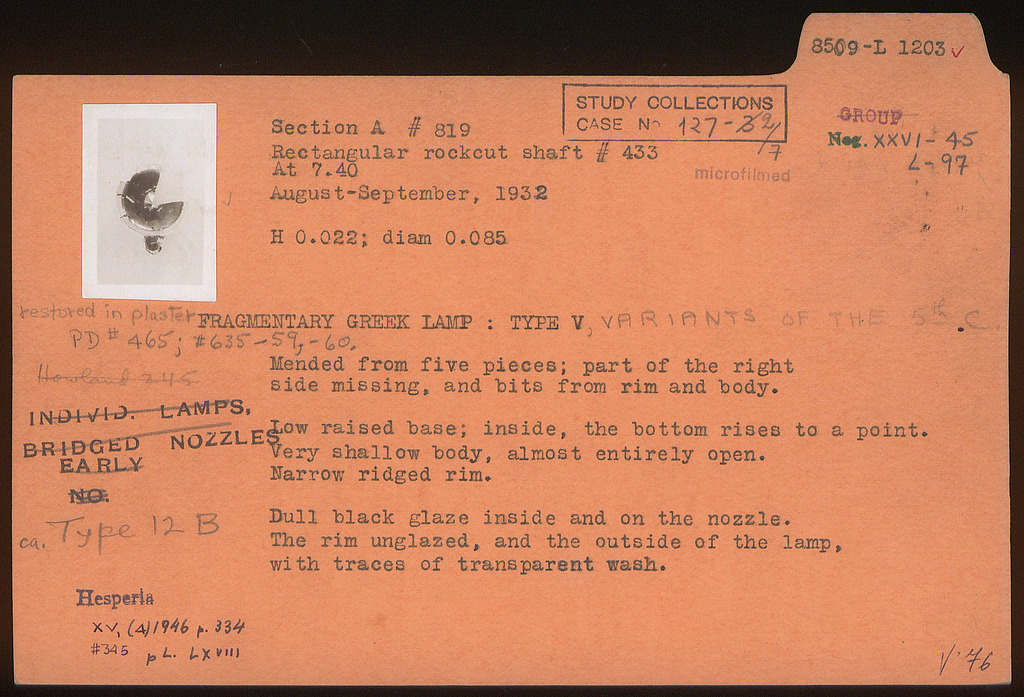 8509-L 1203 ✓
STUDY COLLECTIONS
CASE No 127-32/7
GROUP
Neg. XXVI-45
L-97
microfilmed
Section A # 819
Rectangular rockcut shaft # 433
At 7.40
August-September, 1932
H 0.022; diam 0.085
restored in plaster
FRAGMENTARY GREEK LAMP : TYPE V, VARIANTS OF THE 5th C.
PD # 465; #635-59,-60.
Mended from five pieces; part of the right
side missing, and bits from rim and body.
Howland 245
INDIVID. LAMPS,
BRIDGED NOZZLES
EARLY
NO.
Low raised base; inside, the bottom rises to a point.
Very shallow body, almost entirely open.
Narrow ridged rim.
ca. Type 12 B
Dull black glaze inside and on the nozzle.
The rim unglazed, and the outside of the lamp,
with traces of transparent wash.
Hesperia
XV, (4) 1946 p. 334
#345 pL. LXVIII
V '76